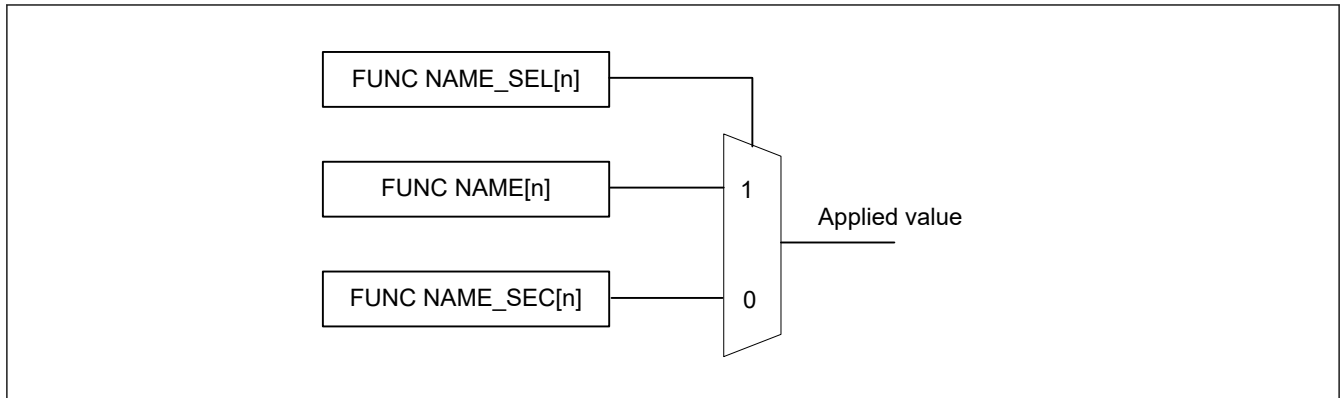 FUNC NAME_SEL[n]
FUNC NAME[n]
1
Applied value
FUNC NAME_SEC[n]
0